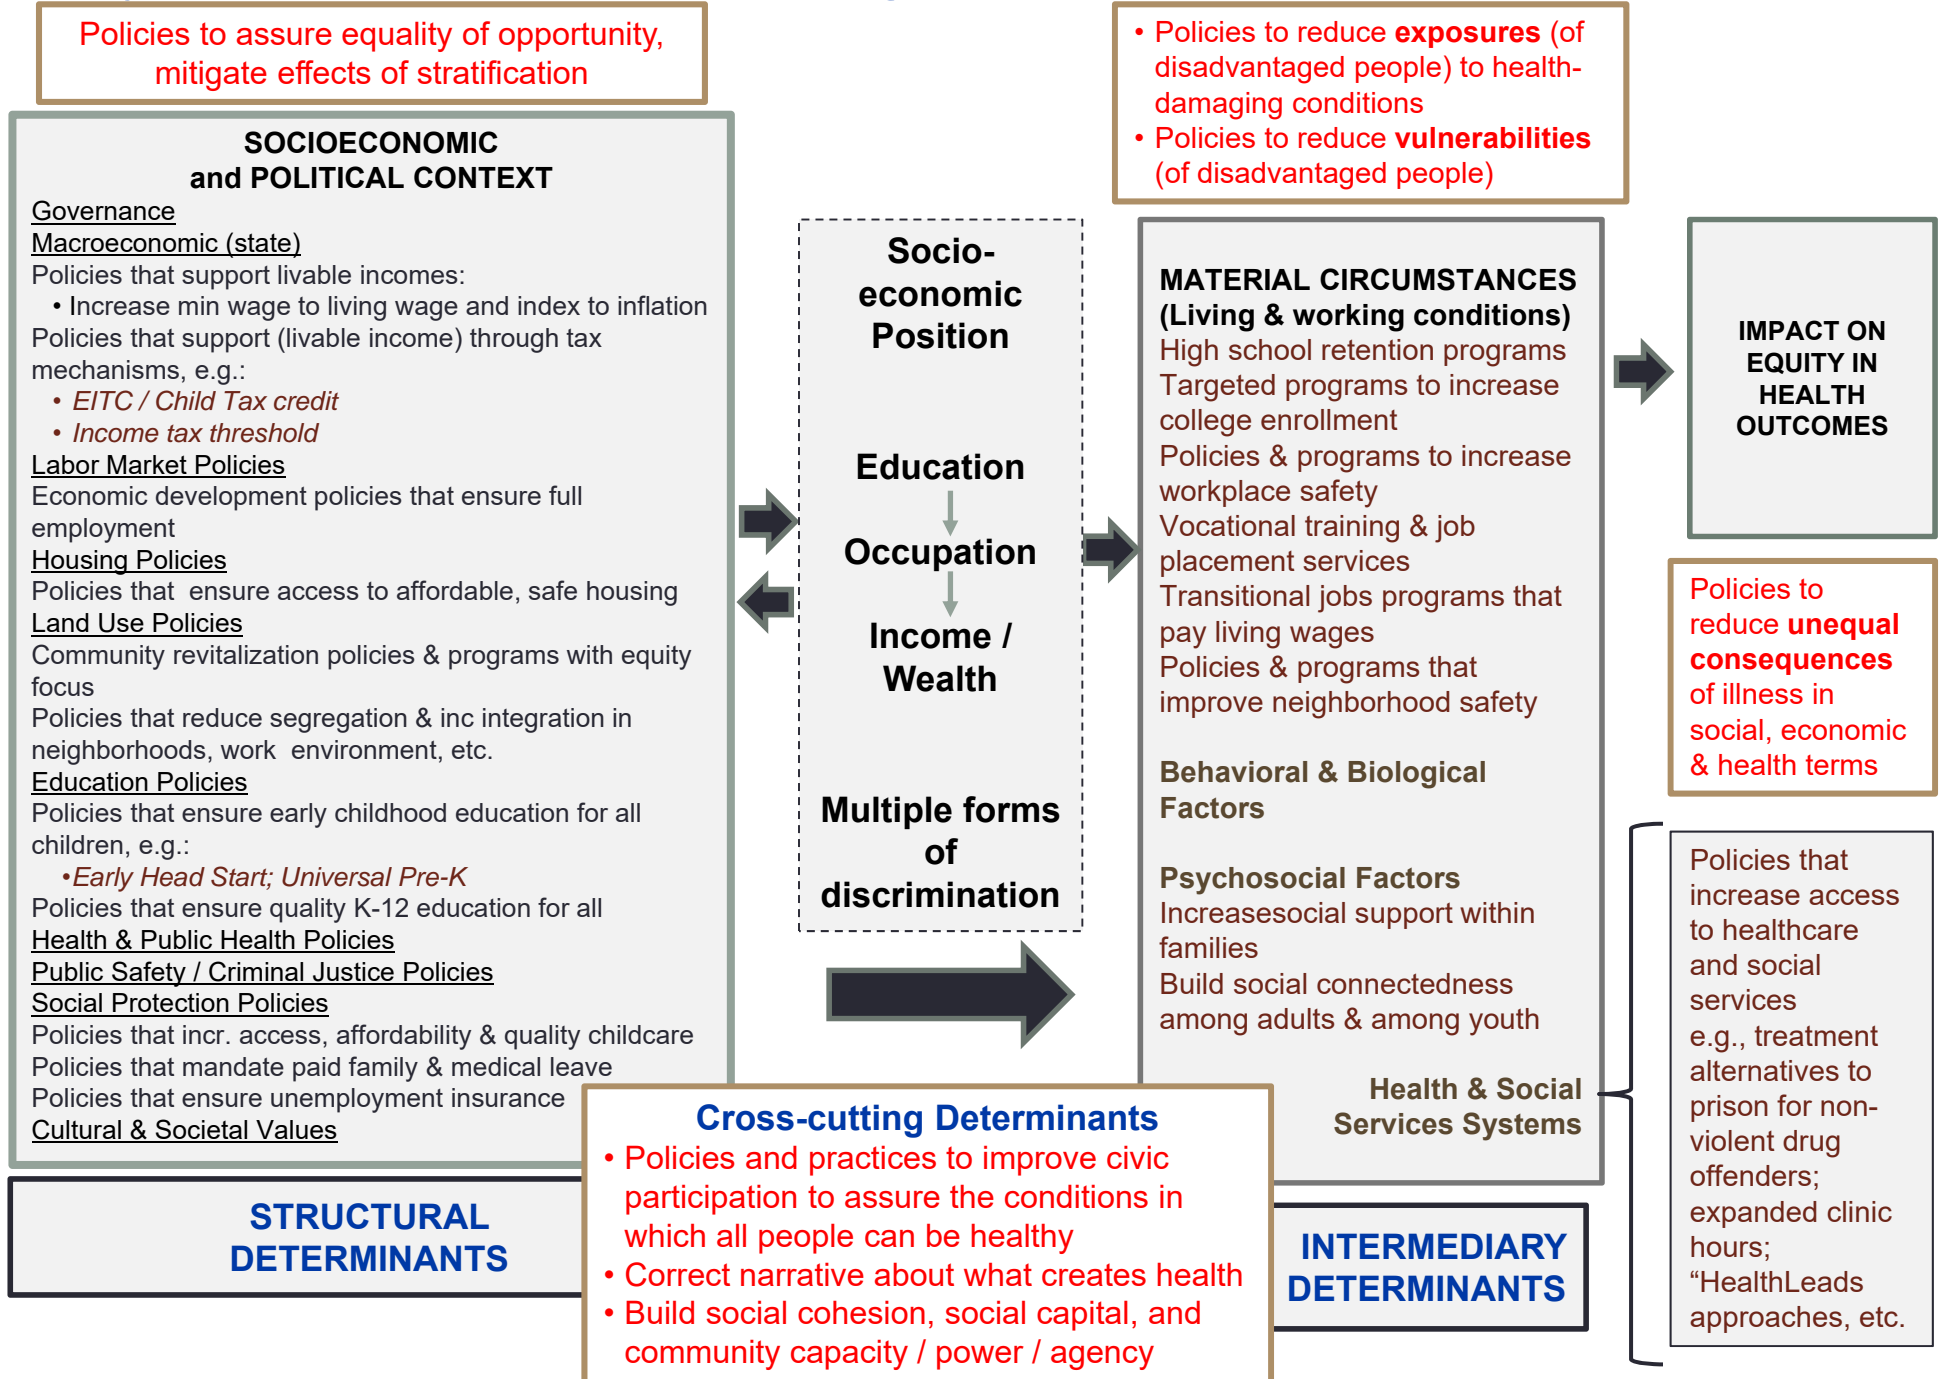 Policies to assure equality of opportunity,
mitigate effects of stratification
• Policies to reduce exposures (of
disadvantaged people) to health-
damaging conditions
• Policies to reduce vulnerabilities
(of disadvantaged people)
SOCIOECONOMIC
and POLITICAL CONTEXT
Governance
Macroeconomic (state)
Policies that support livable incomes:
• Increase min wage to living wage and index to inflation
Policies that support (livable income) through tax
mechanisms, e.g.:
• EITC / Child Tax credit
• Income tax threshold
Labor Market Policies
Economic development policies that ensure full
employment
Housing Policies
Policies that ensure access to affordable, safe housing
Land Use Policies
Community revitalization policies & programs with equity
focus
Policies that reduce segregation & inc integration in
neighborhoods, work environment, etc.
Education Policies
Policies that ensure early childhood education for all
children, e.g.:
•Early Head Start; Universal Pre-K
Policies that ensure quality K-12 education for all
Health & Public Health Policies
Public Safety / Criminal Justice Policies
Social Protection Policies
Policies that incr. access, affordability & quality childcare
Policies that mandate paid family & medical leave
Policies that ensure unemployment insurance
Cultural & Societal Values
Socio-
economic
Position
Education
Occupation
Income /
Wealth
Multiple forms
of
discrimination
MATERIAL CIRCUMSTANCES
(Living & working conditions)
High school retention programs
Targeted programs to increase
college enrollment
Policies & programs to increase
workplace safety
Vocational training & job
placement services
Transitional jobs programs that
pay living wages
Policies & programs that
improve neighborhood safety
Behavioral & Biological
Factors
Psychosocial Factors
Increasesocial support within
families
Build social connectedness
among adults & among youth
Health & Social
Services Systems
IMPACT ON
EQUITY IN
HEALTH
OUTCOMES
Policies to
reduce unequal
consequences
of illness in
social, economic
& health terms
Policies that
increase access
to healthcare
and social
services
e.g., treatment
alternatives to
prison for non-
violent drug
offenders;
expanded clinic
hours;
“HealthLeads
approaches, etc.
STRUCTURAL
DETERMINANTS
Cross-cutting Determinants
• Policies and practices to improve civic
participation to assure the conditions in
which all people can be healthy
• Correct narrative about what creates health
• Build social cohesion, social capital, and
community capacity / power / agency
INTERMEDIARY
DETERMINANTS